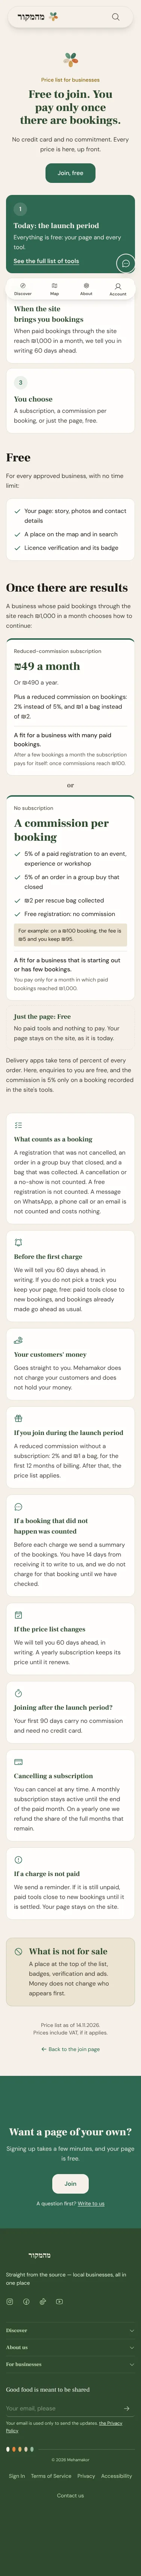 מהמקור
Price list for businesses
Free to join. You
pay only once
there are bookings.
No credit card and no commitment. Every
price is here, up front.
Join, free
1
Today: the launch period
Everything is free: your page and every
tool.
See the full list of tools
Discover
Map
About
Account
When the site
brings you bookings
When paid bookings through the site
reach ₪1,000 in a month, we tell you in
writing 60 days ahead.
3
You choose
A subscription, a commission per
booking, or just the page, free.
Free
For every approved business, with no time
limit:
Your page: story, photos and contact
details
A place on the map and in search
Licence verification and its badge
Once there are results
A business whose paid bookings through the
site reach ₪1,000 in a month chooses how to
continue:
Reduced-commission subscription
₪49 a month
Or ₪490 a year.
Plus a reduced commission on bookings:
2% instead of 5%, and ₪1 a bag instead
of ₪2.
A fit for a business with many paid
bookings.
After a few bookings a month the subscription
pays for itself: once commissions reach ₪100.
or
No subscription
A commission per
booking
5% of a paid registration to an event,
experience or workshop
5% of an order in a group buy that
closed
₪2 per rescue bag collected
Free registration: no commission
For example: on a ₪100 booking, the fee is
₪5 and you keep ₪95.
A fit for a business that is starting out
or has few bookings.
You pay only for a month in which paid
bookings reached ₪1,000.
Just the page: Free
No paid tools and nothing to pay. Your
page stays on the site, as it is today.
Delivery apps take tens of percent of every
order. Here, enquiries to you are free, and the
commission is 5% only on a booking recorded
in the site's tools.
What counts as a booking
A registration that was not cancelled, an
order in a group buy that closed, and a
bag that was collected. A cancellation or
a no-show is not counted. A free
registration is not counted. A message
on WhatsApp, a phone call or an email is
not counted and costs nothing.
Before the first charge
We will tell you 60 days ahead, in
writing. If you do not pick a track you
keep your page, free: paid tools close to
new bookings, and bookings already
made go ahead as usual.
Your customers' money
Goes straight to you. Mehamakor does
not charge your customers and does
not hold your money.
If you join during the launch period
A reduced commission without a
subscription: 2% and ₪1 a bag, for the
first 12 months of billing. After that, the
price list applies.
If a booking that did not
happen was counted
Before each charge we send a summary
of the bookings. You have 14 days from
receiving it to write to us, and we do not
charge for that booking until we have
checked.
If the price list changes
We will tell you 60 days ahead, in
writing. A yearly subscription keeps its
price until it renews.
Joining after the launch period?
Your first 90 days carry no commission
and need no credit card.
Cancelling a subscription
You can cancel at any time. A monthly
subscription stays active until the end
of the paid month. On a yearly one we
refund the share of the full months that
remain.
If a charge is not paid
We send a reminder. If it is still unpaid,
paid tools close to new bookings until it
is settled. Your page stays on the site.
What is not for sale
A place at the top of the list,
badges, verification and ads.
Money does not change who
appears first.
Price list as of 14.11.2026.
Prices include VAT, if it applies.
← Back to the join page
Want a page of your own?
Signing up takes a few minutes, and your page
is free.
Join
A question first? Write to us
מהמקור
Straight from the source — local businesses, all in
one place
Discover
About us
For businesses
Good food is meant to be shared
Your email, please
Your email is used only to send the updates. the Privacy
Policy.
© 2026 Mehamakor
Sign In Terms of Service Privacy Accessibility
Contact us